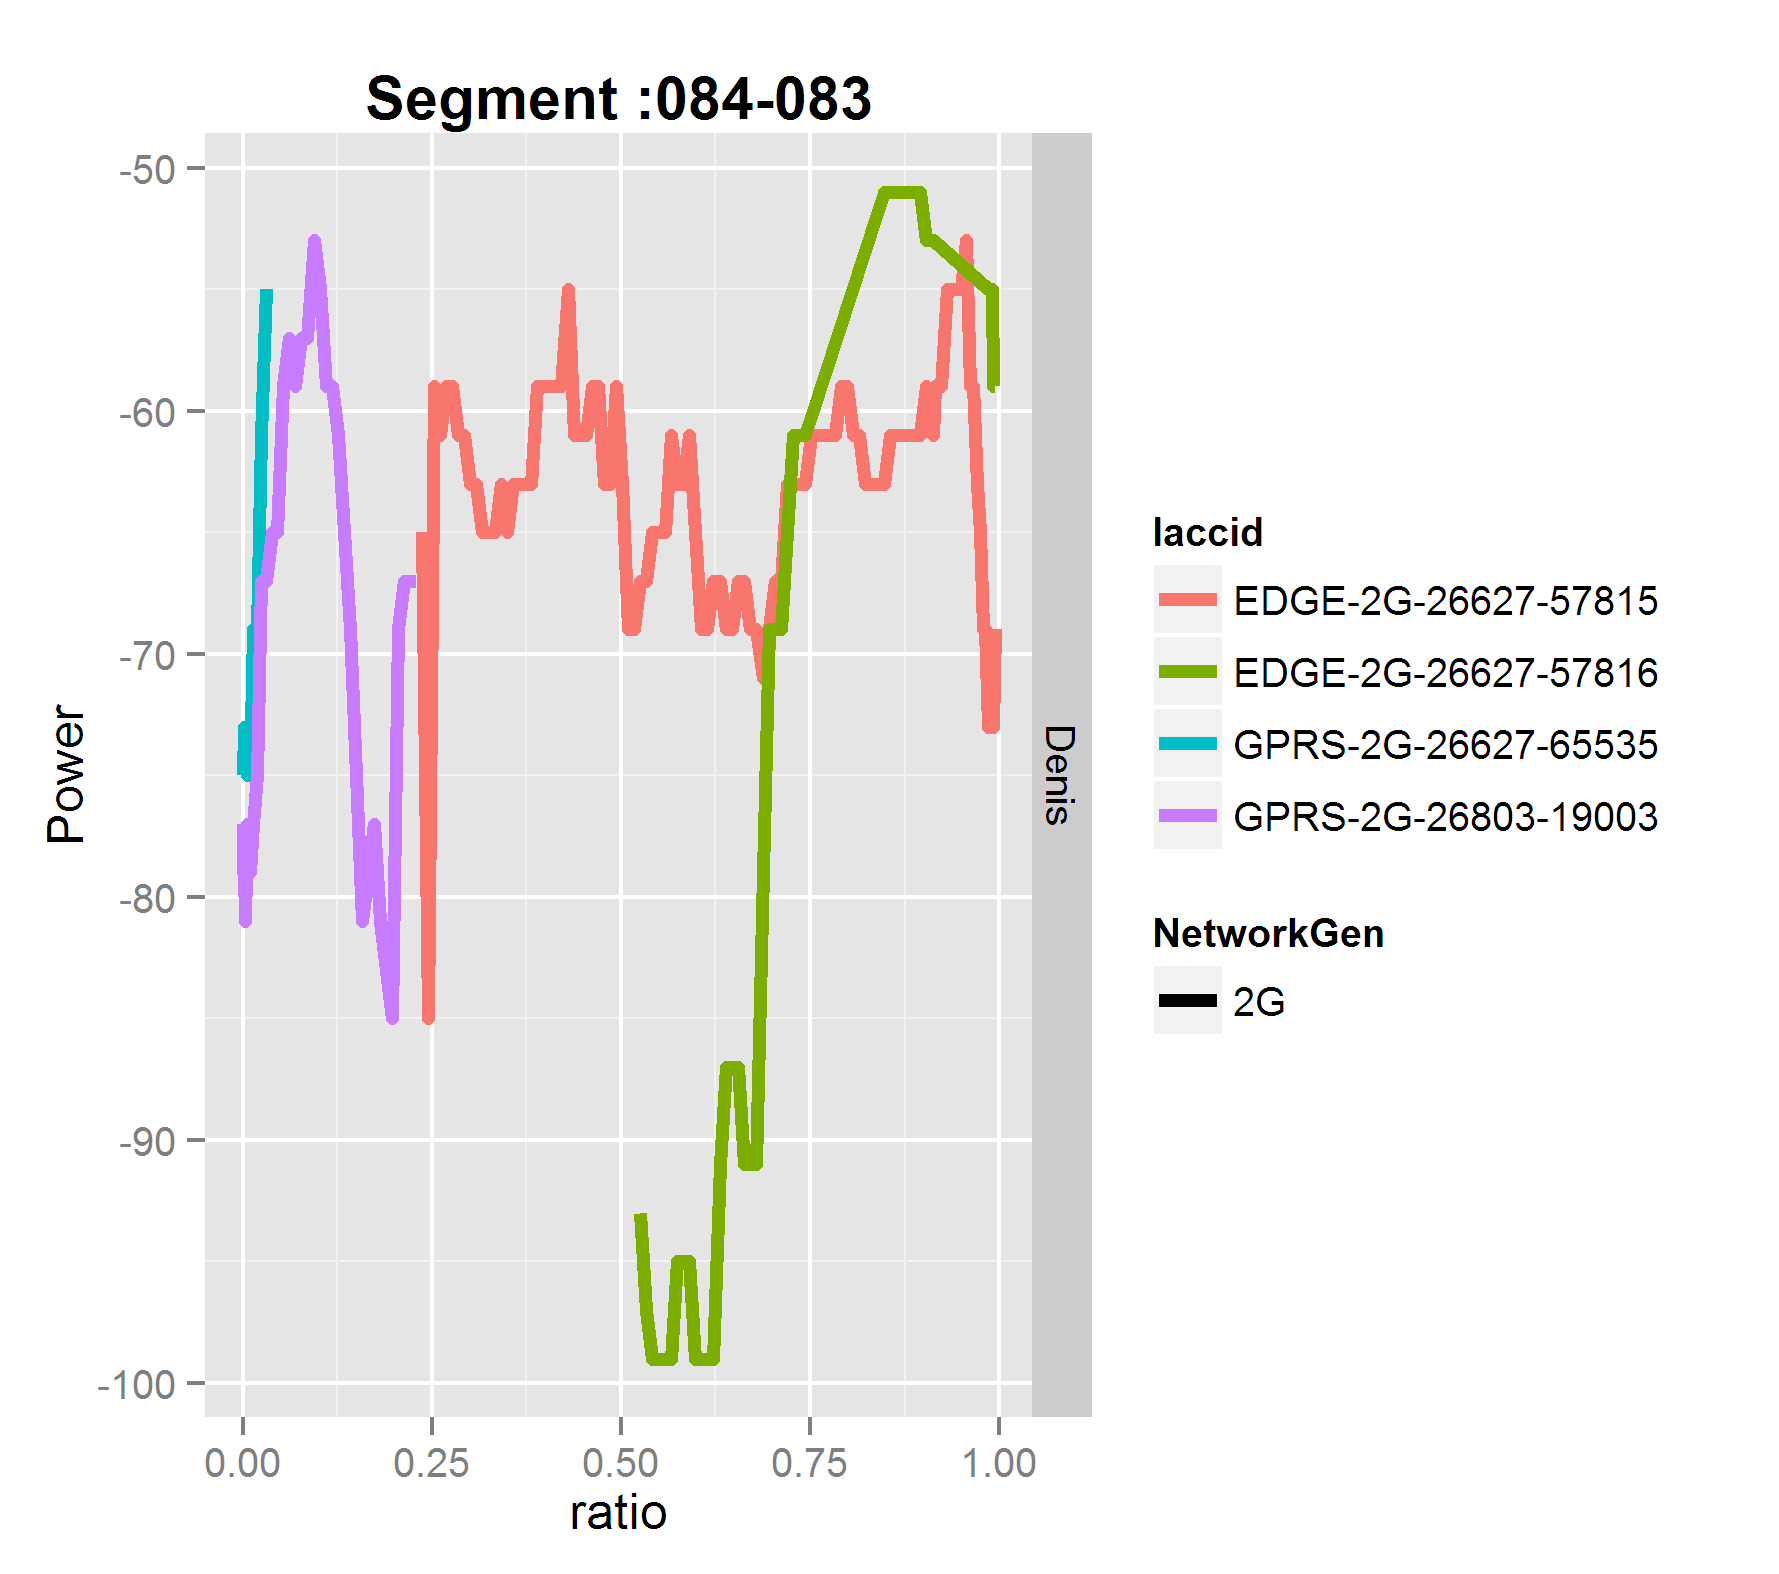 Segment :084-083
-50
-60
-70
-80
-90
-100
Power
0.00 0.25 0.50 0.75 1.00
ratio
Denis
laccid
EDGE-2G-26627-57815
EDGE-2G-26627-57816
GPRS-2G-26627-65535
GPRS-2G-26803-19003
NetworkGen
2G